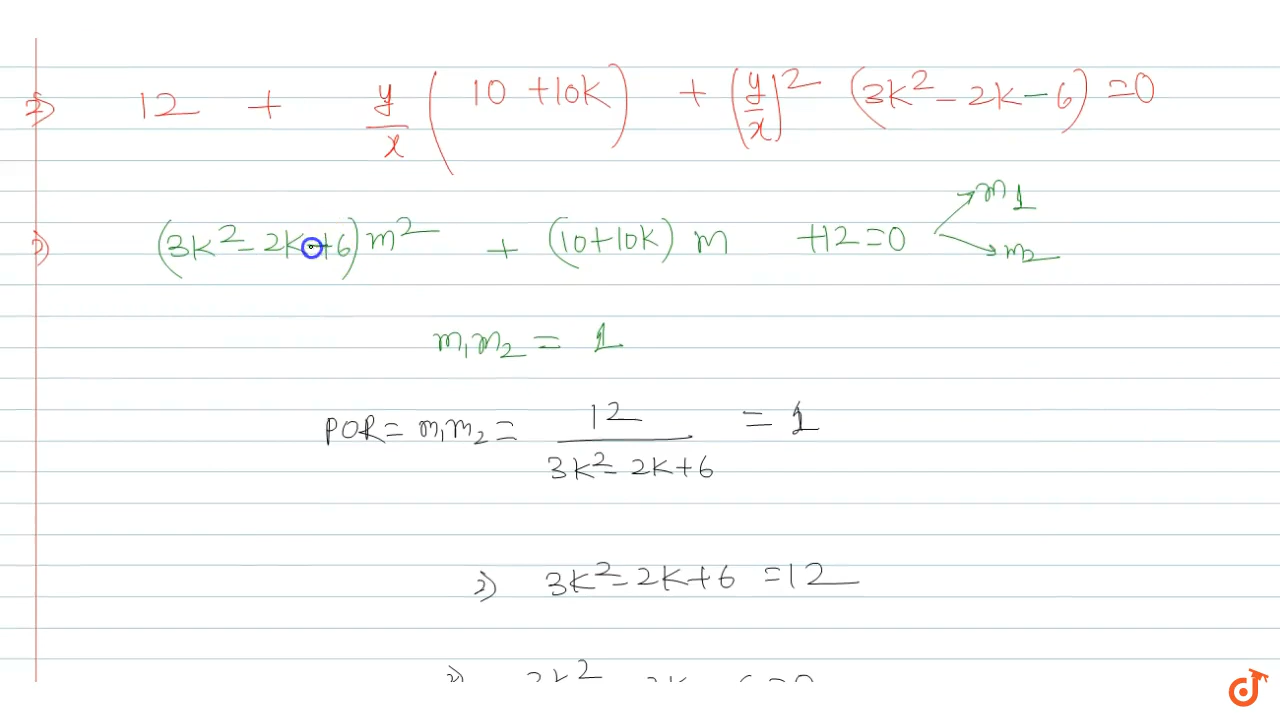 ⇒ 12 + y/x (10 + 10k) + (y/x)² (3k² - 2k - 6) = 0
⇒ (3k² - 2k + 6) m² + (10 + 10k) m + 12 = 0 → m1
→ m2
m₁m₂ = 1
POR = m₁m₂ = 12/(3k² - 2k + 6) = 1
⇒ 3k² - 2k + 6 = 12